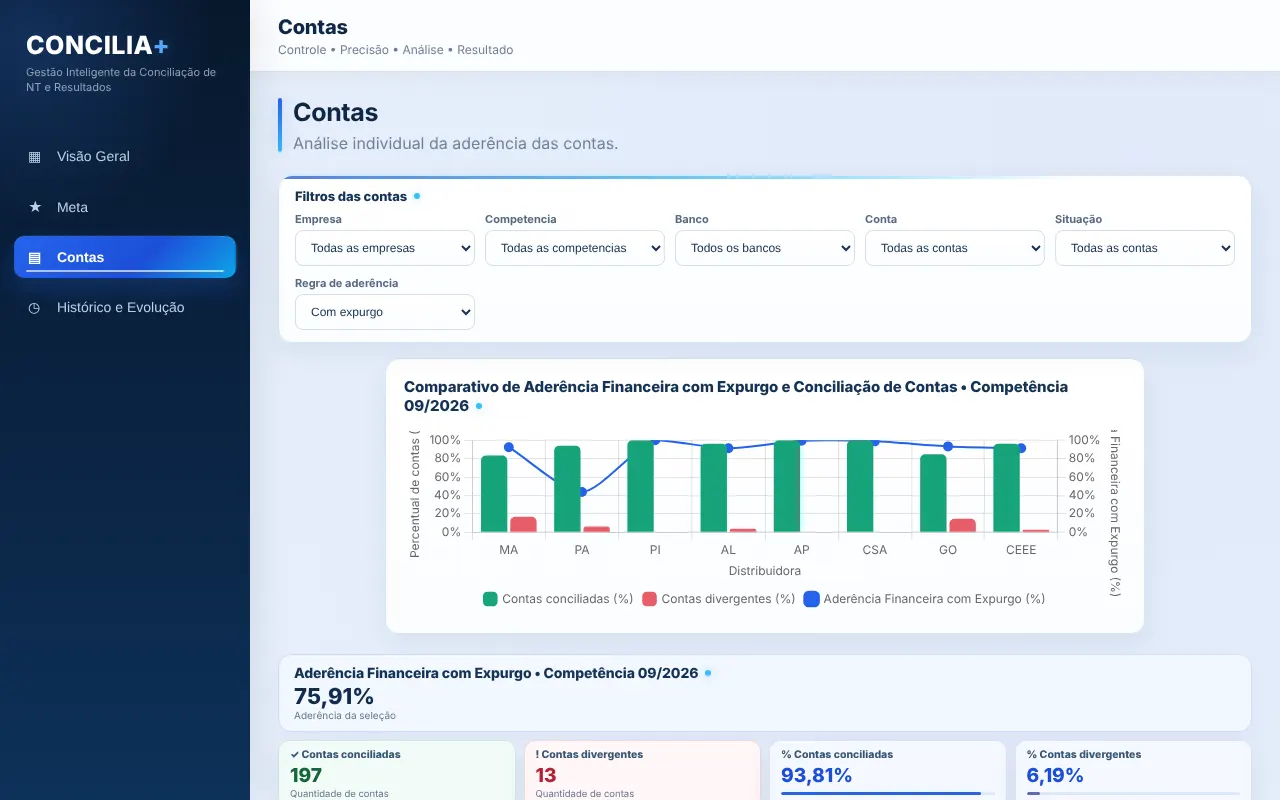 CONCILIA+
Gestão Inteligente da Conciliação de
NT e Resultados
Visão Geral
Meta
Contas
Histórico e Evolução
Contas
Controle • Precisão • Análise • Resultado
Contas
Análise individual da aderência das contas.
Filtros das contas
Empresa
Competencia
Banco
Conta
Situação
Todas as empresas
Todas as competencias
Todos os bancos
Todas as contas
Todas as contas
Regra de aderência
Com expurgo
Comparativo de Aderência Financeira com Expurgo e Conciliação de Contas • Competência
09/2026
Percentual de contas (
100%
80%
60%
40%
20%
0%
100%
80%
60%
40%
20%
0%
Financeira com Expurgo (%)
MA PA PI AL AP CSA GO CEEE
Distribuidora
Contas conciliadas (%) Contas divergentes (%) Aderência Financeira com Expurgo (%)
Aderência Financeira com Expurgo • Competência 09/2026
75,91%
Aderência da seleção
✓ Contas conciliadas
197
Quantidade de contas
! Contas divergentes
13
Quantidade de contas
% Contas conciliadas
93,81%
% Contas divergentes
6,19%